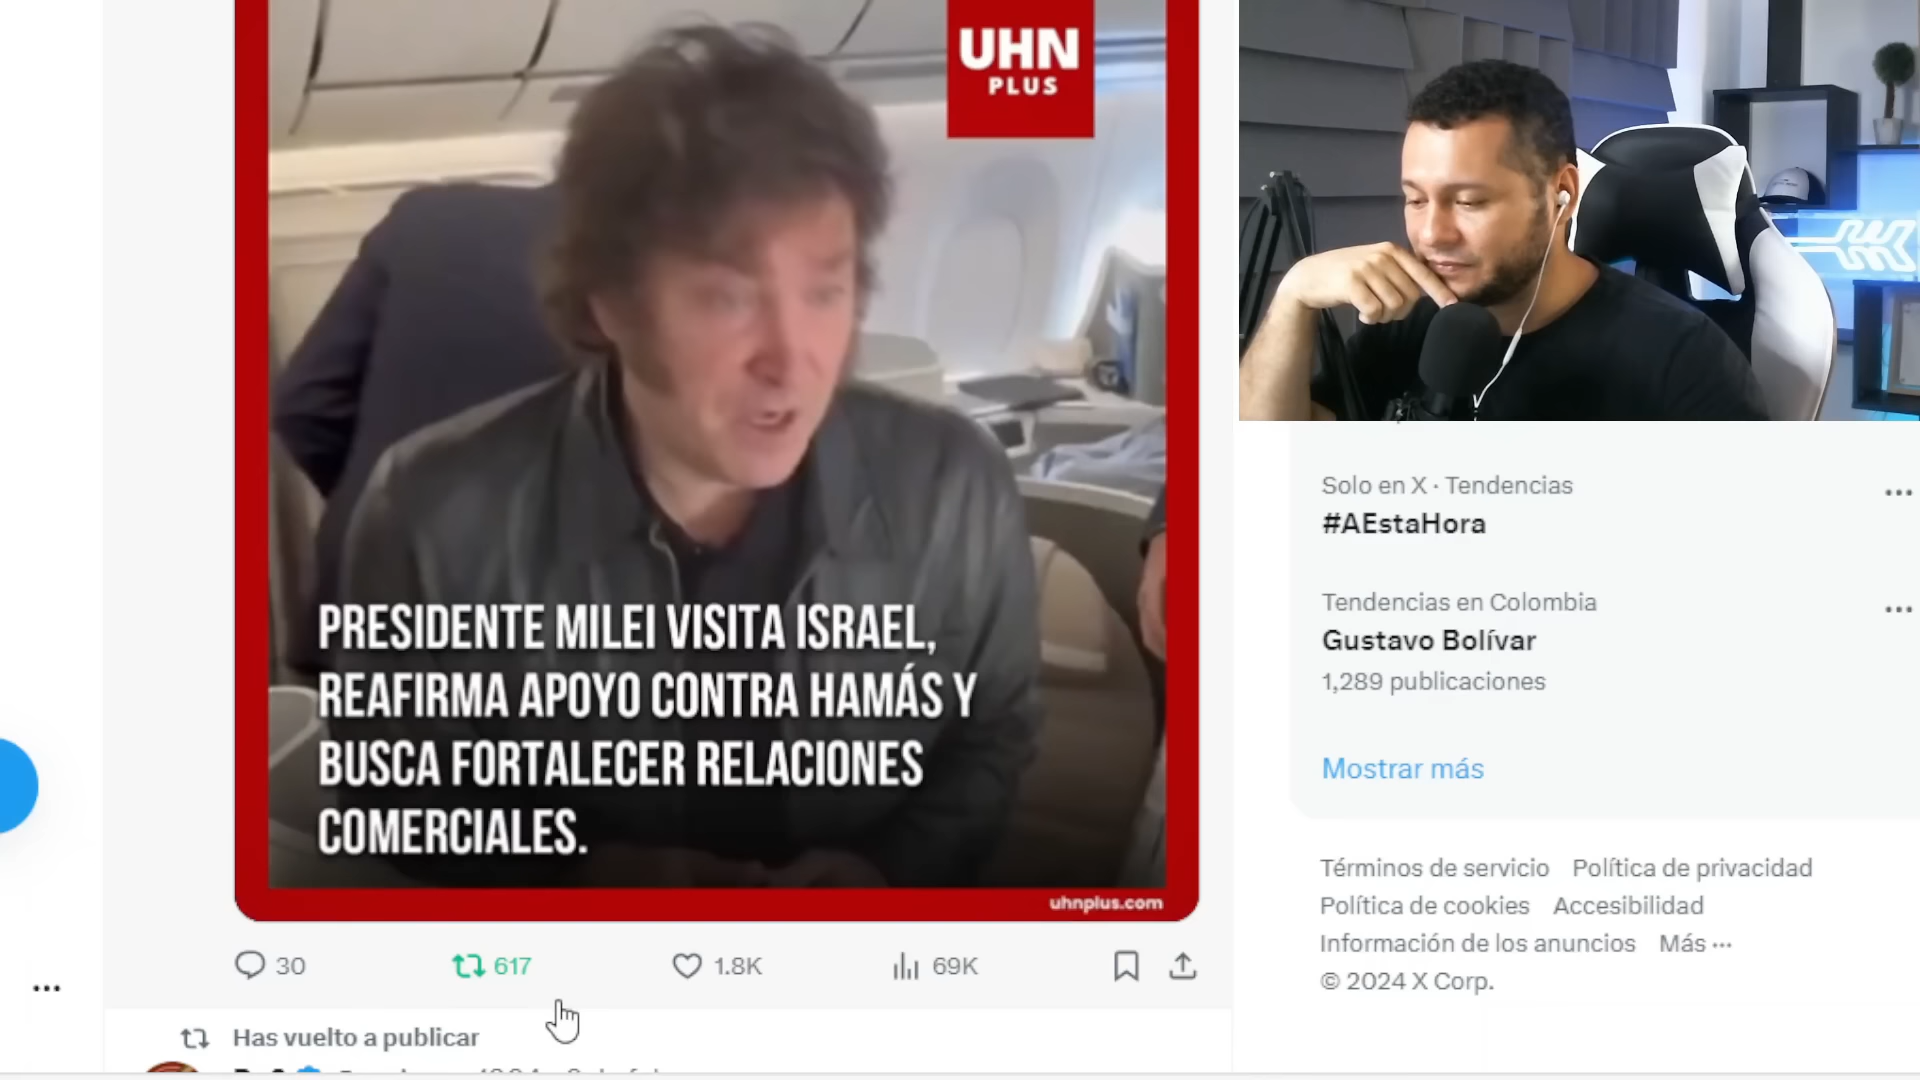 UHN
PLUS
PRESIDENTE MILEI VISITA ISRAEL,
REAFIRMA APOYO CONTRA HAMÁS Y
BUSCA FORTALECER RELACIONES
COMERCIALES.
uhnplus.com
30
617
1.8K
69K
Has vuelto a publicar
Solo en X · Tendencias
#AEstaHora
Tendencias en Colombia
Gustavo Bolívar
1,289 publicaciones
Mostrar más
Términos de servicio Política de privacidad
Política de cookies Accesibilidad
Información de los anuncios Más ···
© 2024 X Corp.